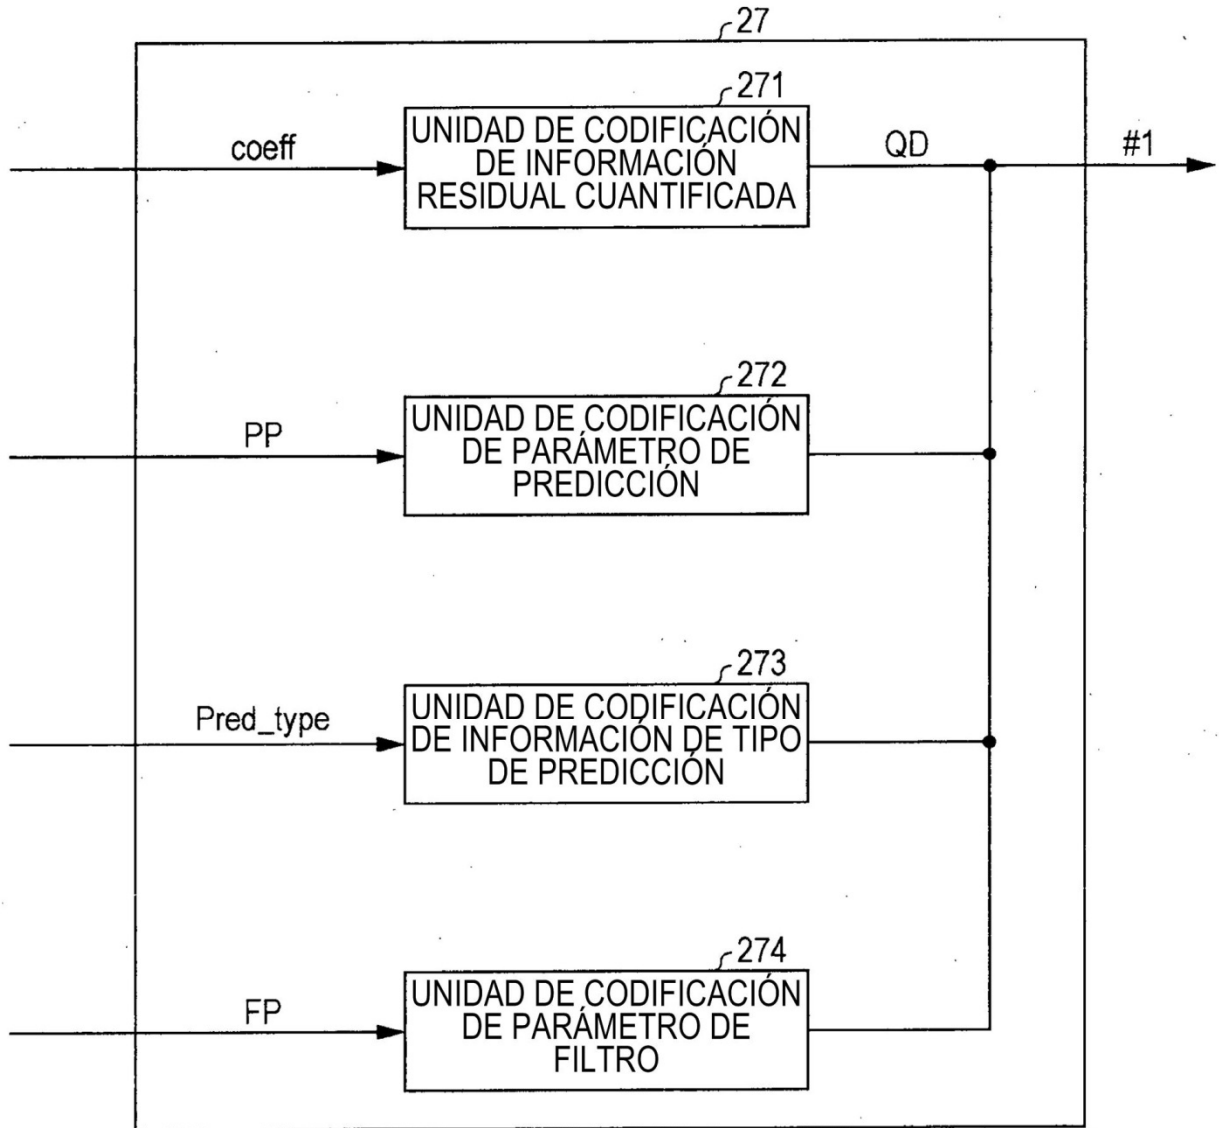 27
271
coeff
UNIDAD DE CODIFICACIÓN
DE INFORMACIÓN
RESIDUAL CUANTIFICADA
QD
#1
272
PP
UNIDAD DE CODIFICACIÓN
DE PARÁMETRO DE
PREDICCIÓN
273
Pred_type
UNIDAD DE CODIFICACIÓN
DE INFORMACIÓN DE TIPO
DE PREDICCIÓN
274
FP
UNIDAD DE CODIFICACIÓN
DE PARÁMETRO DE
FILTRO